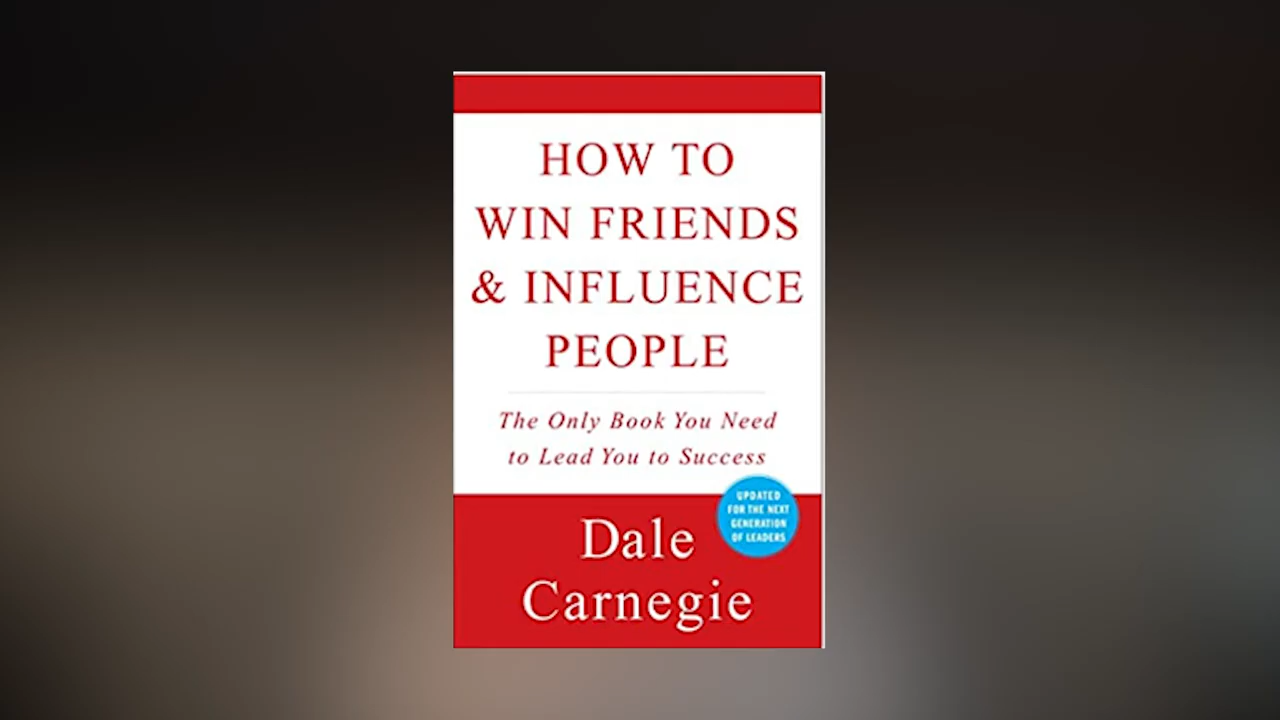 HOW TO
WIN FRIENDS
& INFLUENCE
PEOPLE
The Only Book You Need
to Lead You to Success
UPDATED
FOR THE NEXT
GENERATION
OF LEADERS
Dale
Carnegie